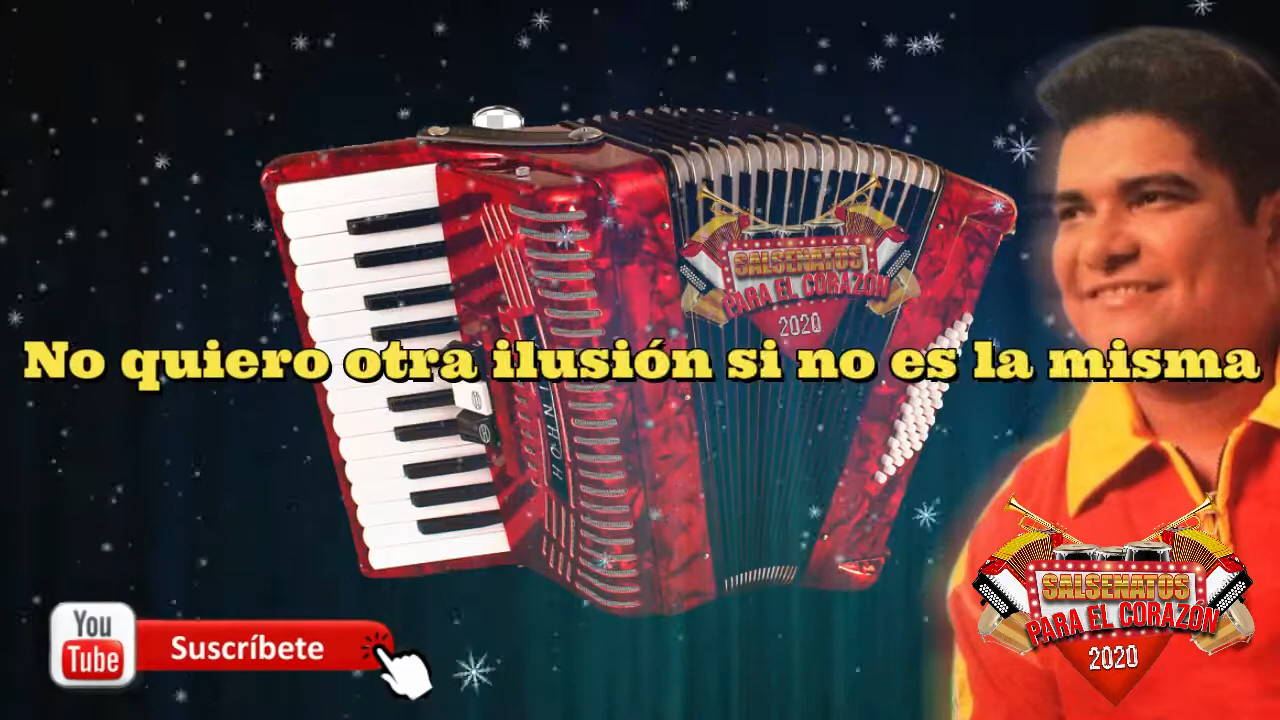 SALSENATOS
PARA EL CORAZÓN
2020
No quiero otra ilusión si no es la misma
HOHNER
You
Tube
Suscríbete
SALSENATOS
PARA EL CORAZÓN
2020